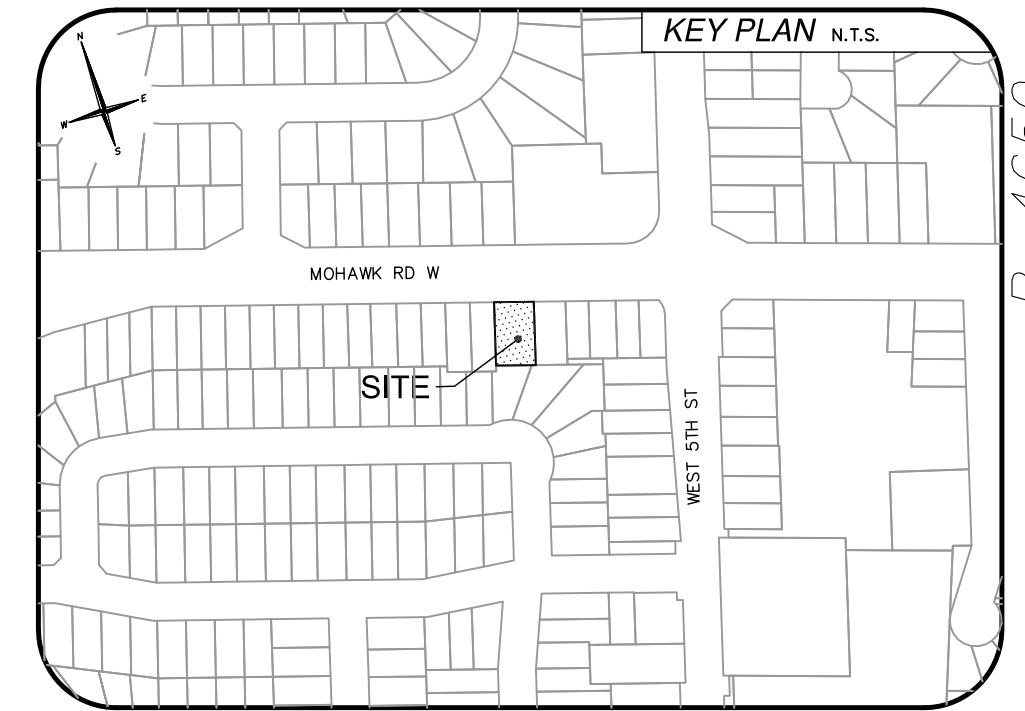 KEY PLAN N.T.S.
N
E
W
S
MOHAWK RD W
SITE
WEST 5TH ST